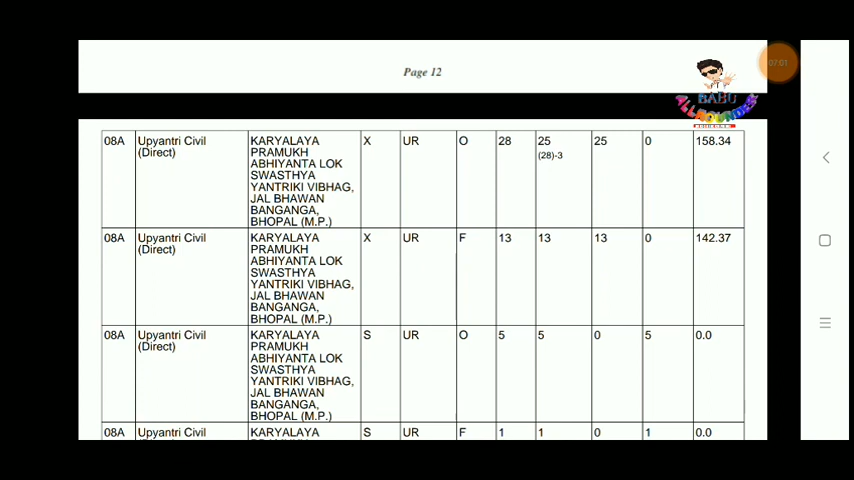 Page 12
07:01
BABU
ALLROUNDER
08A Upyantri Civil (Direct) KARYALAYA PRAMUKH ABHIYANTA LOK SWASTHYA YANTRIKI VIBHAG, JAL BHAWAN BANGANGA, BHOPAL (M.P.) X UR O 28 25 (28)-3 25 0 158.34
08A Upyantri Civil (Direct) KARYALAYA PRAMUKH ABHIYANTA LOK SWASTHYA YANTRIKI VIBHAG, JAL BHAWAN BANGANGA, BHOPAL (M.P.) X UR F 13 13 13 0 142.37
08A Upyantri Civil (Direct) KARYALAYA PRAMUKH ABHIYANTA LOK SWASTHYA YANTRIKI VIBHAG, JAL BHAWAN BANGANGA, BHOPAL (M.P.) S UR O 5 5 0 5 0.0
08A Upyantri Civil KARYALAYA S UR F 1 1 0 1 0.0